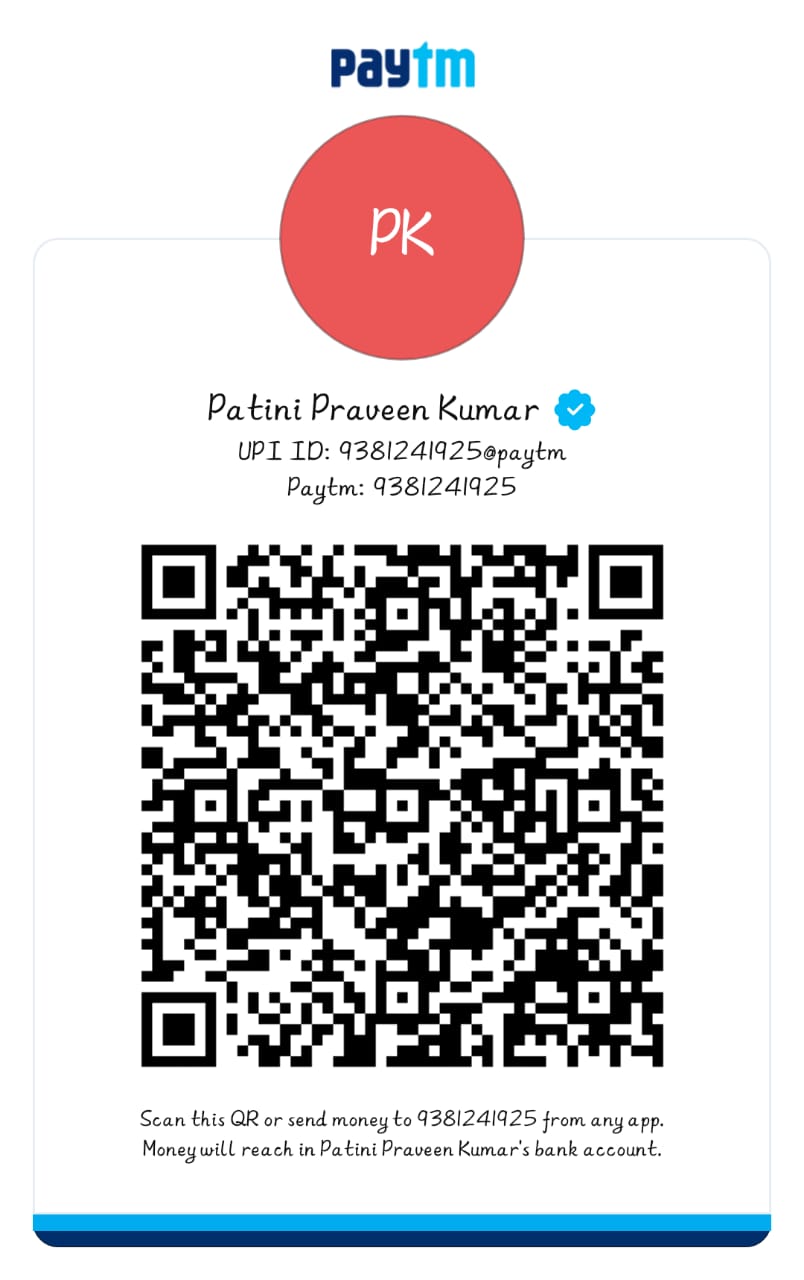 paytm
PK
Patini Praveen Kumar
UPI ID: 9381241925@paytm
Paytm: 9381241925
Scan this QR or send money to 9381241925 from any app.
Money will reach in Patini Praveen Kumar's bank account.